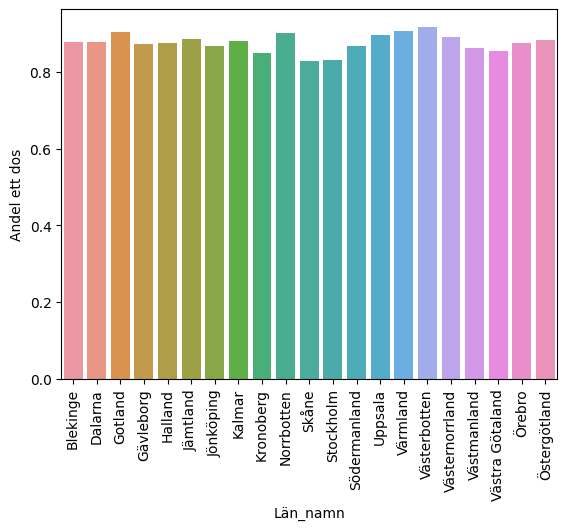 Andel ett dos
0.8
0.6
0.4
0.2
0.0
Blekinge
Dalarna
Gotland
Gävleborg
Halland
Jämtland
Jönköping
Kalmar
Kronoberg
Norrbotten
Skåne
Stockholm
Södermanland
Uppsala
Värmland
Västerbotten
Västernorrland
Västmanland
Västra Götaland
Örebro
Östergötland
Län_namn